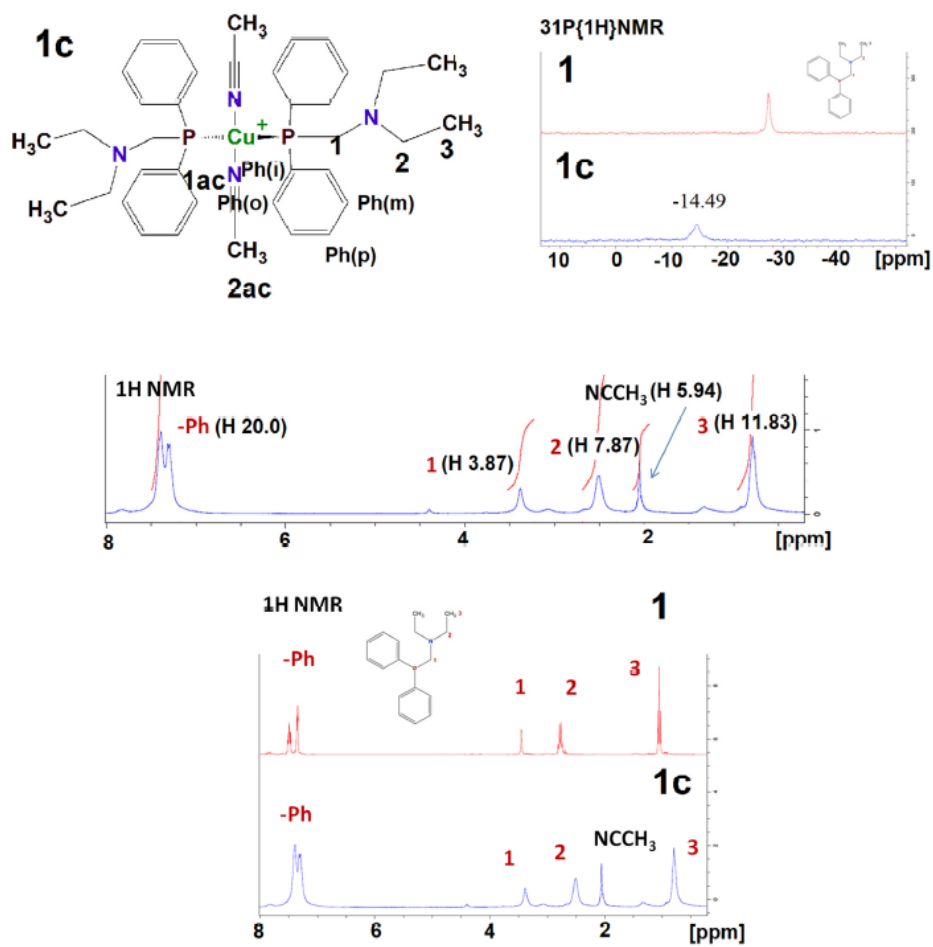 1c
CH₃
N
CH₃
P
Cu⁺
P
1
N
CH₃
2
3
H₃C
N
N
1ac
Ph(i)
Ph(o)
Ph(m)
H₃C
CH₃
Ph(p)
2ac
31P{1H}NMR
1
1c
-14.49
10 0 -10 -20 -30 -40 [ppm]
1H NMR
-Ph (H 20.0)
1 (H 3.87)
2 (H 7.87)
NCCH₃ (H 5.94)
3 (H 11.83)
8 6 4 2 [ppm]
1H NMR
1
-Ph
1
2
3
1c
-Ph
1
2
NCCH₃
3
8 6 4 2 [ppm]